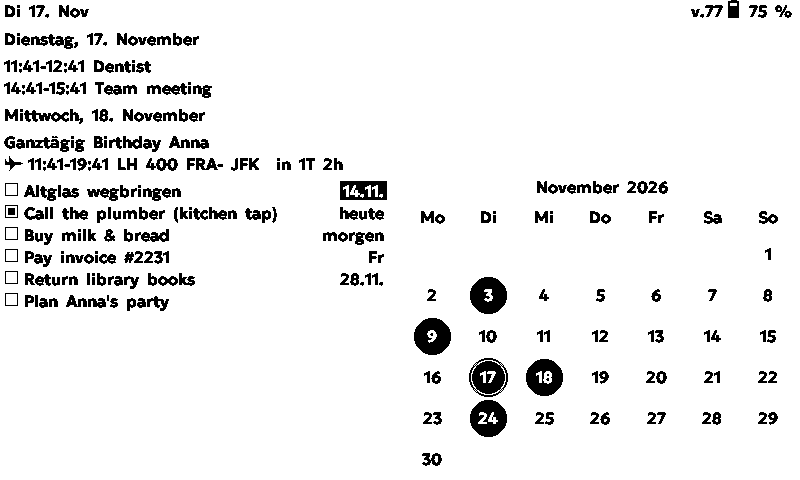 Di 17. Nov
v.77 75 %
Dienstag, 17. November
11:41-12:41 Dentist
14:41-15:41 Team meeting
Mittwoch, 18. November
Ganztägig Birthday Anna
11:41-19:41 LH 400 FRA- JFK in 1T 2h
Altglas wegbringen 14.11.
Call the plumber (kitchen tap) heute
Buy milk & bread morgen
Pay invoice #2231 Fr
Return library books 28.11.
Plan Anna's party
November 2026
Mo Di Mi Do Fr Sa So
1
2 3 4 5 6 7 8
9 10 11 12 13 14 15
16 17 18 19 20 21 22
23 24 25 26 27 28 29
30